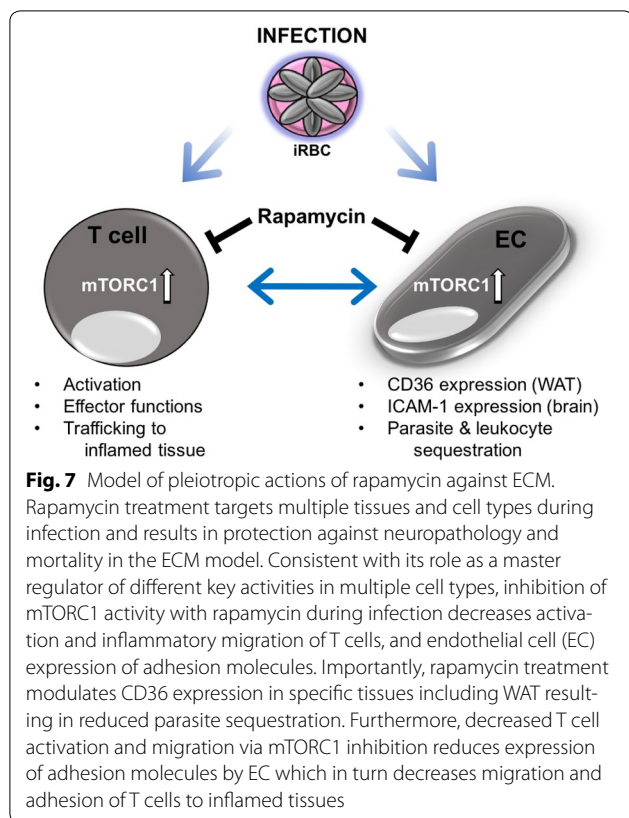 INFECTION
iRBC
Rapamycin
T cell
mTORC1
EC
mTORC1
• Activation
• Effector functions
• Trafficking to
inflamed tissue
• CD36 expression (WAT)
• ICAM-1 expression (brain)
• Parasite & leukocyte
sequestration
Fig. 7 Model of pleiotropic actions of rapamycin against ECM.
Rapamycin treatment targets multiple tissues and cell types during
infection and results in protection against neuropathology and
mortality in the ECM model. Consistent with its role as a master
regulator of different key activities in multiple cell types, inhibition of
mTORC1 activity with rapamycin during infection decreases activa-
tion and inflammatory migration of T cells, and endothelial cell (EC)
expression of adhesion molecules. Importantly, rapamycin treatment
modulates CD36 expression in specific tissues including WAT result-
ing in reduced parasite sequestration. Furthermore, decreased T cell
activation and migration via mTORC1 inhibition reduces expression
of adhesion molecules by EC which in turn decreases migration and
adhesion of T cells to inflamed tissues